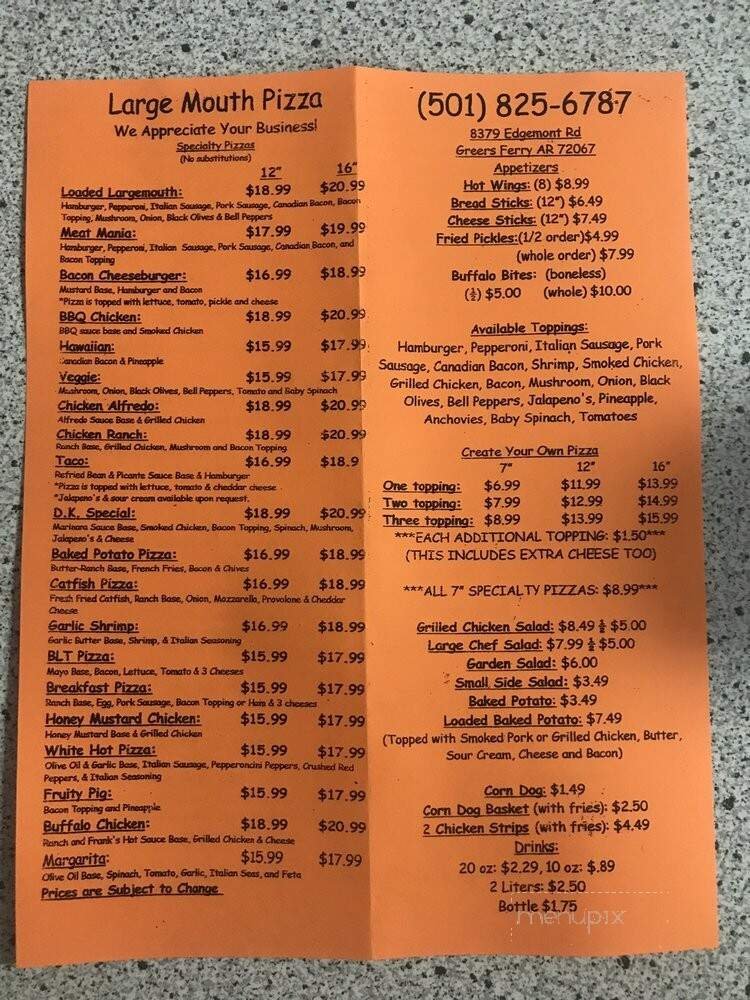 Large Mouth Pizza
We Appreciate Your Business!
Specialty Pizzas
(No substitutions)
12" 16"
Loaded Largemouth: $18.99 $20.99
Hamburger, Pepperoni, Italian Sausage, Pork Sausage, Canadian Bacon, Bacon
Topping, Mushroom, Onion, Black Olives & Bell Peppers
Meat Mania: $17.99 $19.99
Hamburger, Pepperoni, Italian Sausage, Pork Sausage, Canadian Bacon, and
Bacon Topping
Bacon Cheeseburger: $16.99 $18.99
Mustard Base, Hamburger and Bacon
*Pizza is topped with lettuce, tomato, pickle and cheese
BBQ Chicken: $18.99 $20.99
BBQ sauce base and Smoked Chicken
Hawaiian: $15.99 $17.99
Canadian Bacon & Pineapple
Veggie: $15.99 $17.99
Mushroom, Onion, Black Olives, Bell Peppers, Tomato and Baby Spinach
Chicken Alfredo: $18.99 $20.99
Alfredo Sauce Base & Grilled Chicken
Chicken Ranch: $18.99 $20.99
Ranch Base, Grilled Chicken, Mushroom and Bacon Topping
Taco: $16.99 $18.9
Refried Bean & Picante Sauce Base & Hamburger
*Pizza is topped with lettuce, tomato & cheddar cheese
*Jalapeno's & sour cream available upon request.
D.K. Special: $18.99 $20.99
Marinara Sauce Base, Smoked Chicken, Bacon Topping, Spinach, Mushroom,
Jalapeno's & Cheese
Baked Potato Pizza: $16.99 $18.99
Butter-Ranch Base, French Fries, Bacon & Chives
Catfish Pizza: $16.99 $18.99
Fresh Fried Catfish, Ranch Base, Onion, Mozzarella, Provolone & Cheddar
Cheese
Garlic Shrimp: $16.99 $18.99
Garlic Butter Base, Shrimp, & Italian Seasoning
BLT Pizza: $15.99 $17.99
Mayo Base, Bacon, Lettuce, Tomato & 3 Cheeses
Breakfast Pizza: $15.99 $17.99
Ranch Base, Egg, Pork Sausage, Bacon Topping or Ham & 3 cheeses
Honey Mustard Chicken: $15.99 $17.99
Honey Mustard Base & Grilled Chicken
White Hot Pizza: $15.99 $17.99
Olive Oil & Garlic Base, Italian Sausage, Pepperoncini Peppers, Crushed Red
Peppers, & Italian Seasoning
Fruity Pig: $15.99 $17.99
Bacon Topping and Pineapple
Buffalo Chicken: $18.99 $20.99
Ranch and Frank's Hot Sauce Base, Grilled Chicken & Cheese
Margarita: $15.99 $17.99
Olive Oil Base, Spinach, Tomato, Garlic, Italian Seas, and Feta
Prices are Subject to Change
(501) 825-6787
8379 Edgemont Rd
Greers Ferry AR 72067
Appetizers
Hot Wings: (8) $8.99
Bread Sticks: (12") $6.49
Cheese Sticks: (12") $7.49
Fried Pickles:(1/2 order)$4.99
(whole order) $7.99
Buffalo Bites: (boneless)
(½) $5.00 (whole) $10.00
Available Toppings:
Hamburger, Pepperoni, Italian Sausage, Pork
Sausage, Canadian Bacon, Shrimp, Smoked Chicken,
Grilled Chicken, Bacon, Mushroom, Onion, Black
Olives, Bell Peppers, Jalapeno's, Pineapple,
Anchovies, Baby Spinach, Tomatoes
Create Your Own Pizza
7" 12" 16"
One topping: $6.99 $11.99 $13.99
Two topping: $7.99 $12.99 $14.99
Three topping: $8.99 $13.99 $15.99
***EACH ADDITIONAL TOPPING: $1.50***
(THIS INCLUDES EXTRA CHEESE TOO)
***ALL 7" SPECIALTY PIZZAS: $8.99***
Grilled Chicken Salad: $8.49 ½ $5.00
Large Chef Salad: $7.99 ½ $5.00
Garden Salad: $6.00
Small Side Salad: $3.49
Baked Potato: $3.49
Loaded Baked Potato: $7.49
(Topped with Smoked Pork or Grilled Chicken, Butter,
Sour Cream, Cheese and Bacon)
Corn Dog: $1.49
Corn Dog Basket (with fries): $2.50
2 Chicken Strips (with fries): $4.49
Drinks:
20 oz: $2.29, 10 oz: $.89
2 Liters: $2.50
Bottle $1.75
menupix